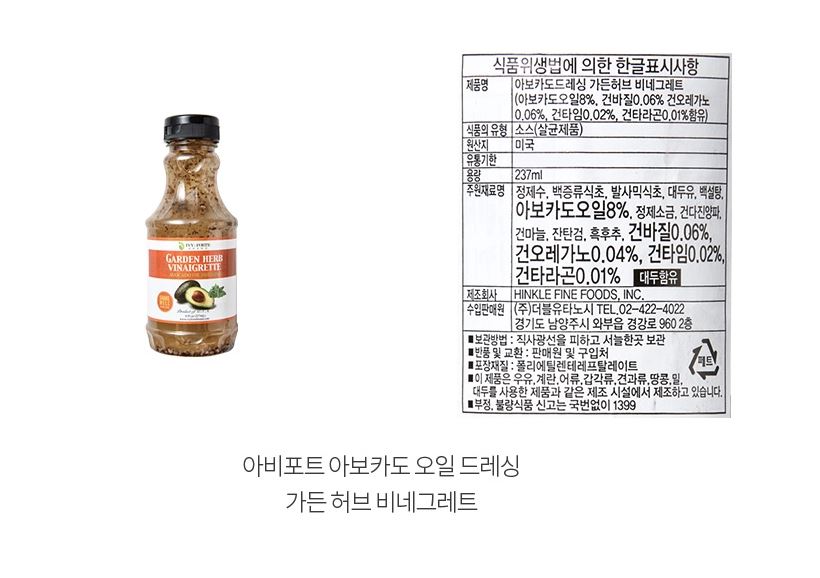 IVY & PORTE
GARDEN HERB
VINAIGRETTE
AVOCADO OIL DRESSING
Product of U.S.A
식품위생법에 의한 한글표시사항
제품명 아보카도드레싱 가든허브 비네그레트
(아보카도오일8%, 건바질0.06% 건오레가노
0.06%, 건타임0.02%, 건타라곤0.01%함유)
식품의 유형 소스(살균제품)
원산지 미국
유통기한
용량 237ml
주원재료명 정제수, 백증류식초, 발사믹식초, 대두유, 백설탕,
아보카도오일8%, 정제소금, 건다진양파,
건마늘, 잔탄검, 흑후추, 건바질0.06%,
건오레가노0.04%, 건타임0.02%,
건타라곤0.01% 대두함유
제조회사 HINKLE FINE FOODS, INC.
수입판매원 (주)더블유타노시 TEL.02-422-4022
경기도 남양주시 와부읍 경강로 960 2층
■보관방법 : 직사광선을 피하고 서늘한곳 보관
■반품 및 교환 : 판매원 및 구입처
■포장재질 : 폴리에틸렌테레프탈레이트
페트
■이 제품은 우유,계란,어류,갑각류,견과류,땅콩,밀,
대두를 사용한 제품과 같은 제조 시설에서 제조하고 있습니다.
■부정, 불량식품 신고는 국번없이 1399
아비포트 아보카도 오일 드레싱
가든 허브 비네그레트